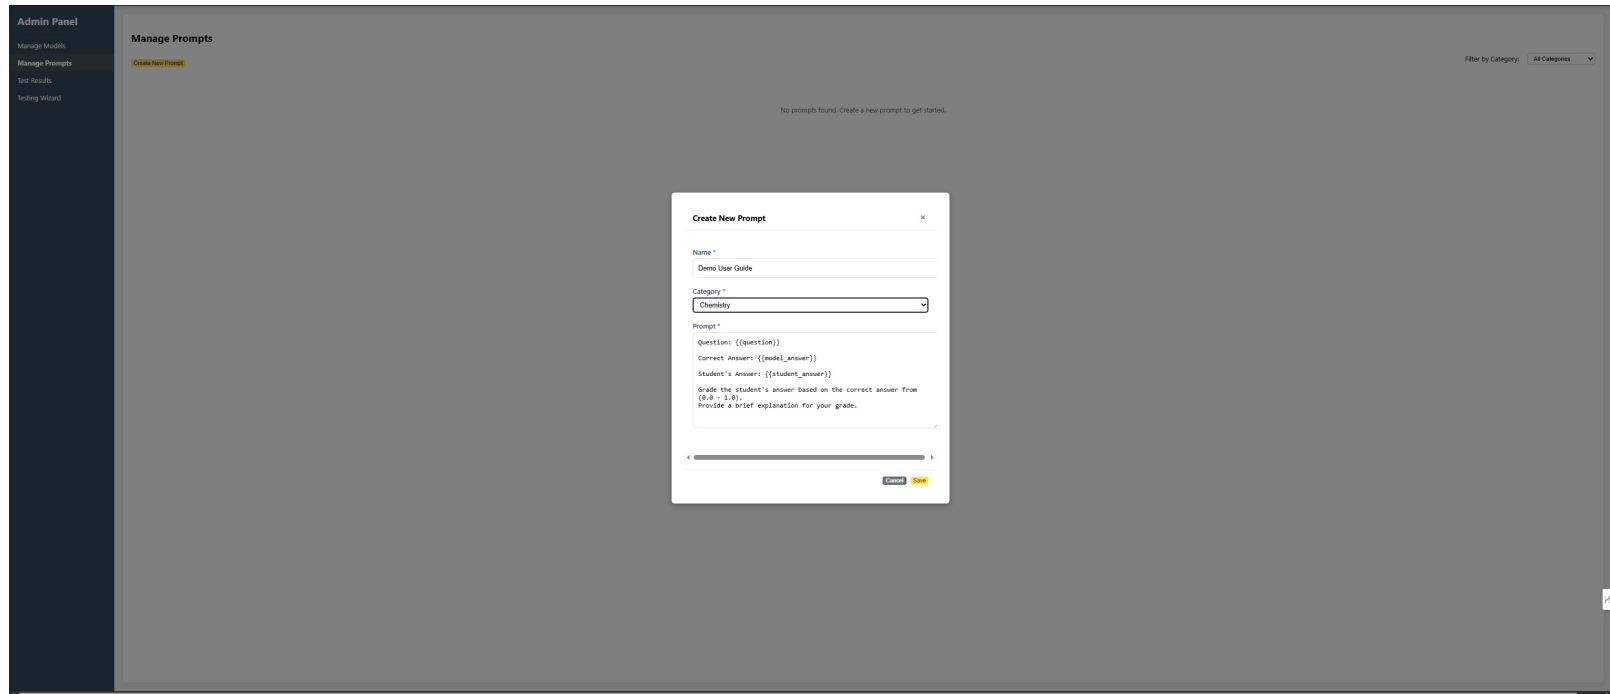 Admin Panel
Manage Models
Manage Prompts
Test Results
Testing Wizard
Manage Prompts
Create New Prompt
Filter by Category: All Categories
No prompts found. Create a new prompt to get started.
Create New Prompt ×
Name *
Demo User Guide
Category *
Chemistry
Prompt *
Question: {{question}}
Correct Answer: {{model_answer}}
Student's Answer: {{student_answer}}
Grade the student's answer based on the correct answer from
(0.0 - 1.0).
Provide a brief explanation for your grade.
Cancel Save